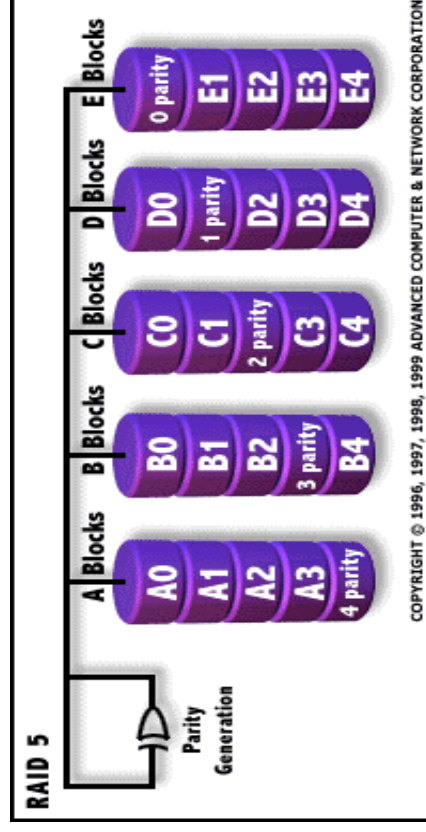 RAID 5
Parity
Generation
A Blocks
A0
A1
A2
A3
4 parity
B Blocks
B0
B1
B2
3 parity
B4
C Blocks
C0
C1
2 parity
C3
C4
D Blocks
D0
1 parity
D2
D3
D4
E Blocks
0 parity
E1
E2
E3
E4
COPYRIGHT © 1996, 1997, 1998, 1999 ADVANCED COMPUTER & NETWORK CORPORATION